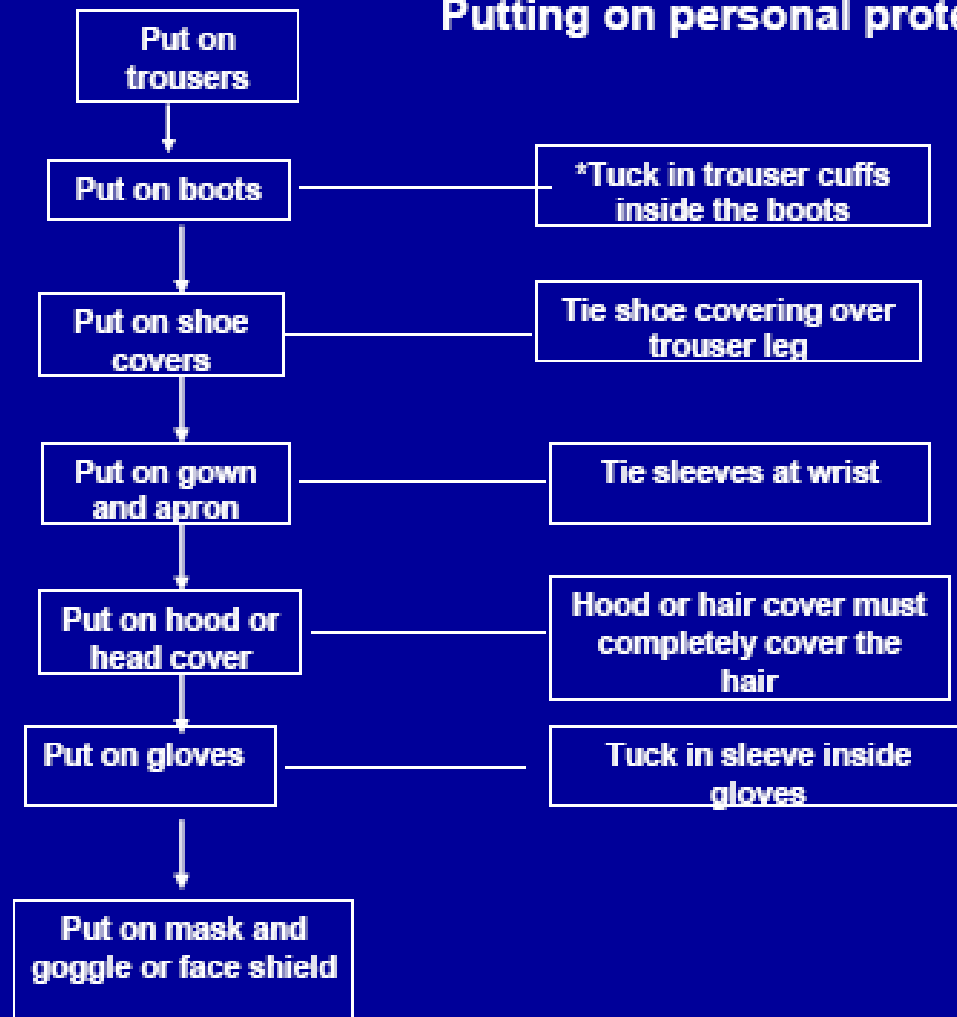 Putting on personal prote
Put on
trousers
Put on boots
*Tuck in trouser cuffs
inside the boots
Put on shoe
covers
Tie shoe covering over
trouser leg
Put on gown
and apron
Tie sleeves at wrist
Put on hood or
head cover
Hood or hair cover must
completely cover the
hair
Put on gloves
Tuck in sleeve inside
gloves
Put on mask and
goggle or face shield